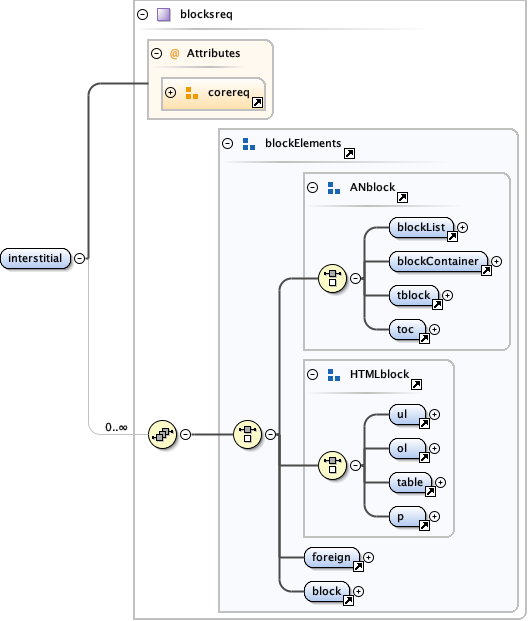 blocksreq
@ Attributes
corereq
blockElements
ANblock
blockList
blockContainer
tblock
toc
interstitial
HTMLblock
0..∞
ul
ol
table
p
foreign
block